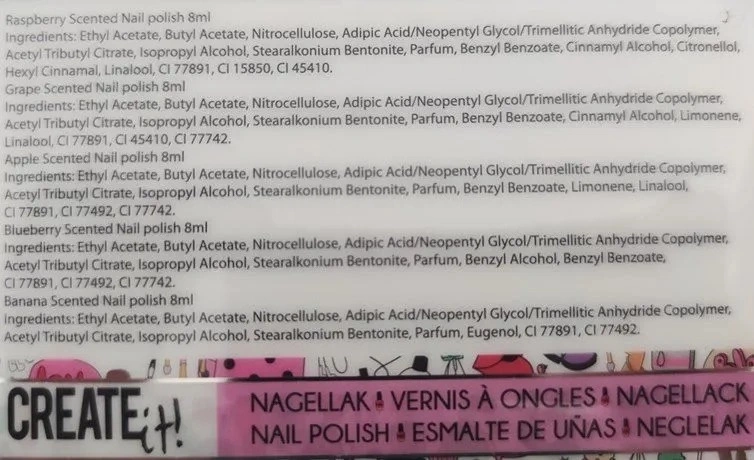 Raspberry Scented Nail polish 8ml
Ingredients: Ethyl Acetate, Butyl Acetate, Nitrocellulose, Adipic Acid/Neopentyl Glycol/Trimellitic Anhydride Copolymer,
Acetyl Tributyl Citrate, Isopropyl Alcohol, Stearalkonium Bentonite, Parfum, Benzyl Benzoate, Cinnamyl Alcohol, Citronellol,
Hexyl Cinnamal, Linalool, CI 77891, CI 15850, CI 45410.
Grape Scented Nail polish 8ml
Ingredients: Ethyl Acetate, Butyl Acetate, Nitrocellulose, Adipic Acid/Neopentyl Glycol/Trimellitic Anhydride Copolymer,
Acetyl Tributyl Citrate, Isopropyl Alcohol, Stearalkonium Bentonite, Parfum, Benzyl Benzoate, Cinnamyl Alcohol, Limonene,
Linalool, CI 77891, CI 45410, CI 77742.
Apple Scented Nail polish 8ml
Ingredients: Ethyl Acetate, Butyl Acetate, Nitrocellulose, Adipic Acid/Neopentyl Glycol/Trimellitic Anhydride Copolymer,
Acetyl Tributyl Citrate, Isopropyl Alcohol, Stearalkonium Bentonite, Parfum, Benzyl Benzoate, Limonene, Linalool,
CI 77891, CI 77492, CI 77742.
Blueberry Scented Nail polish 8ml
Ingredients: Ethyl Acetate, Butyl Acetate, Nitrocellulose, Adipic Acid/Neopentyl Glycol/Trimellitic Anhydride Copolymer,
Acetyl Tributyl Citrate, Isopropyl Alcohol, Stearalkonium Bentonite, Parfum, Benzyl Alcohol, Benzyl Benzoate,
CI 77891, CI 77492, CI 77742.
Banana Scented Nail polish 8ml
Ingredients: Ethyl Acetate, Butyl Acetate, Nitrocellulose, Adipic Acid/Neopentyl Glycol/Trimellitic Anhydride Copolymer,
Acetyl Tributyl Citrate, Isopropyl Alcohol, Stearalkonium Bentonite, Parfum, Eugenol, CI 77891, CI 77492.
CREATE it!
NAGELLAK VERNIS À ONGLES NAGELLACK
NAIL POLISH ESMALTE DE UÑAS NEGLELAK